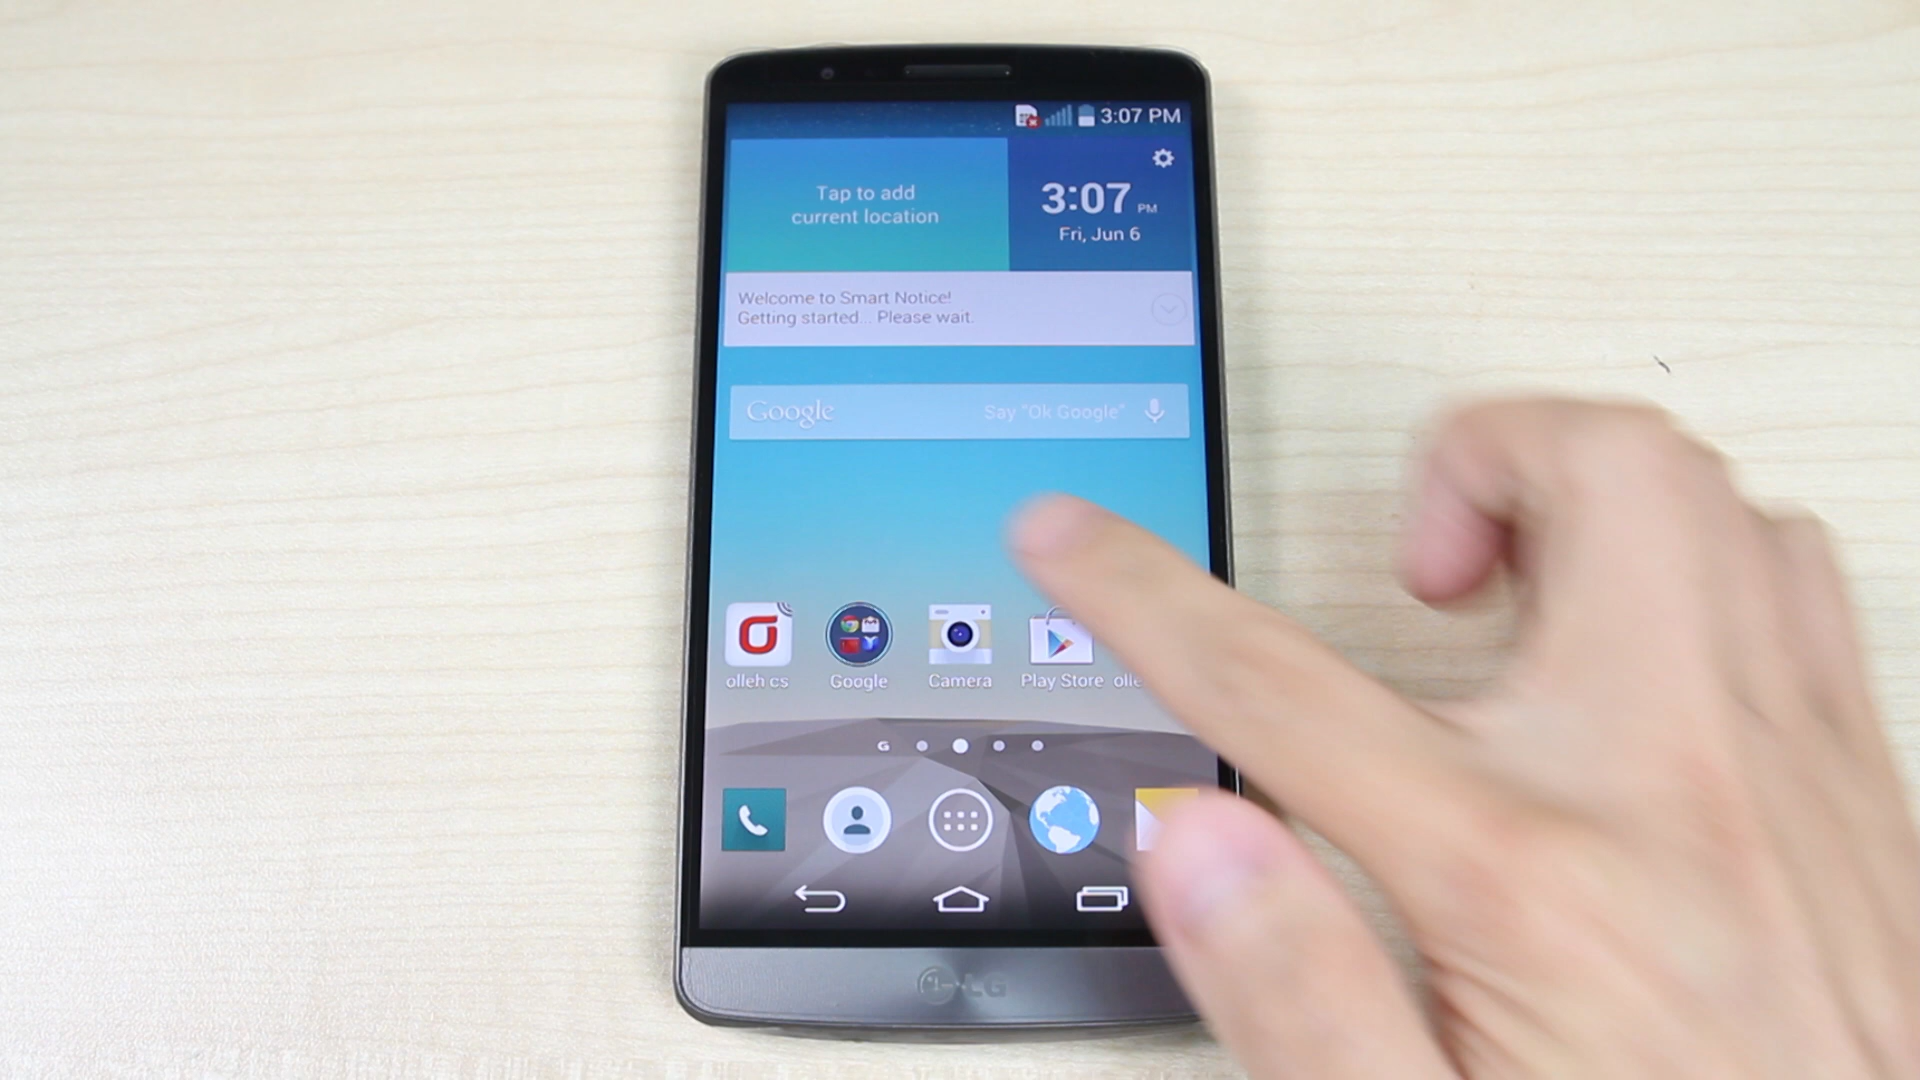 3:07 PM
Tap to add
current location
3:07 PM
Fri, Jun 6
Welcome to Smart Notice!
Getting started... Please wait.
Google Say "Ok Google"
olleh cs Google Camera Play Store olle
G
LG